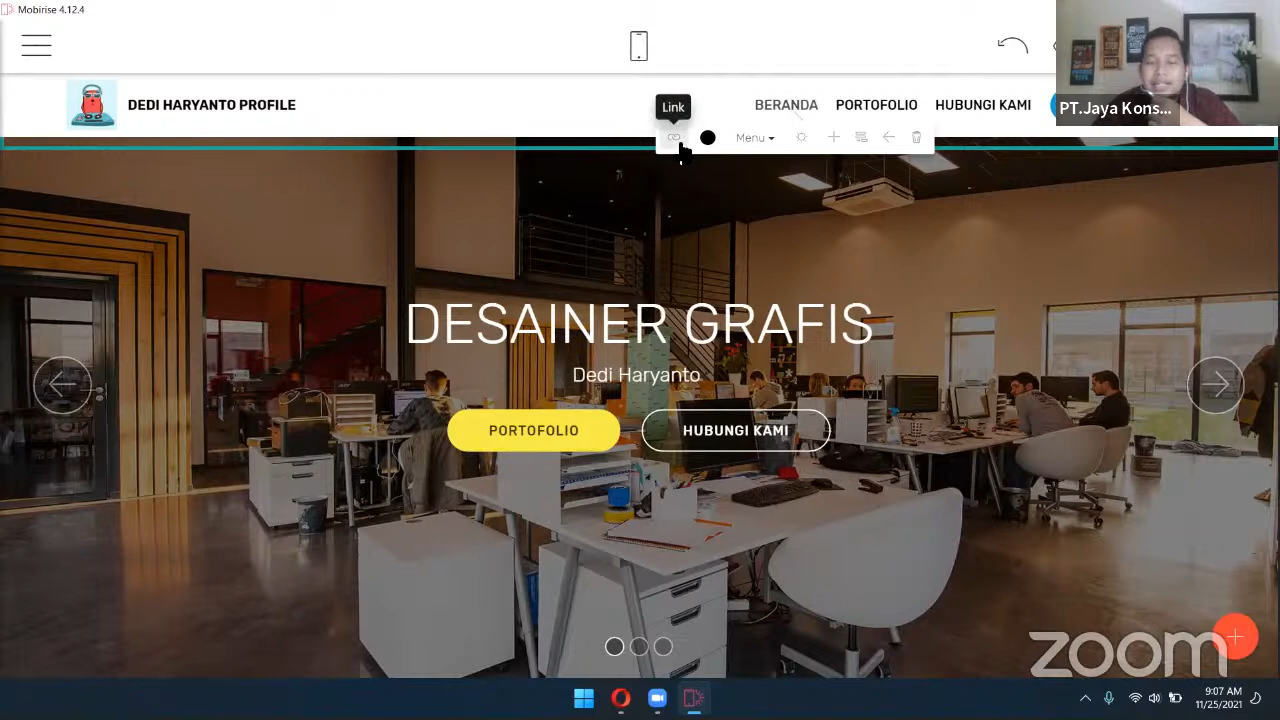 Mobirise 4.12.4
PT.Jaya Kons...
DEDI HARYANTO PROFILE
BERANDA PORTOFOLIO HUBUNGI KAMI
Link
Menu
DESAINER GRAFIS
Dedi Haryanto
PORTOFOLIO HUBUNGI KAMI
zoom
9:07 AM
11/25/2021